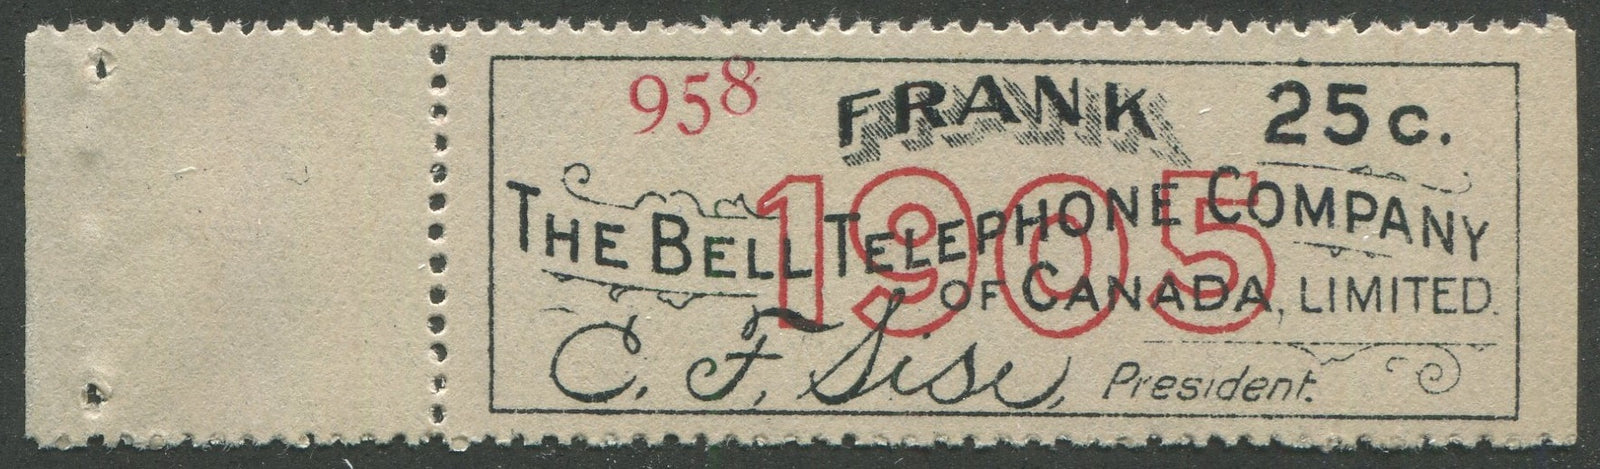 958 FRANK 25c.
1905
THE BELL TELEPHONE COMPANY
OF CANADA, LIMITED.
C. F. Sise, President.